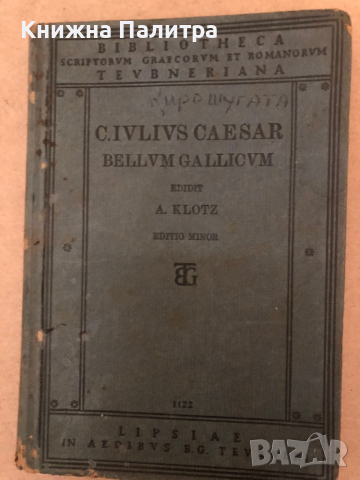 Книжна Палитра
BIBLIOTHECA
SCRIPTORVM GRAECORVM ET ROMANORVM
TEVBNERIANA
C.IVLIVS CAESAR
BELLVM GALLICVM
EDIDIT
A. KLOTZ
EDITIO MINOR
BTG
1122
LIPSIAE
IN AEDIBVS B.G. TEV
BAZAR
bg